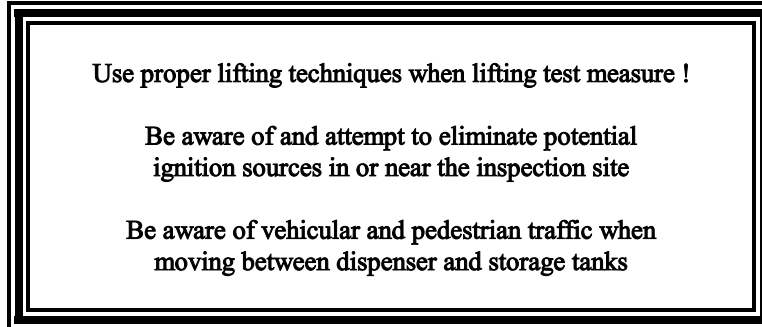 Use proper lifting techniques when lifting test measure !
Be aware of and attempt to eliminate potential
ignition sources in or near the inspection site
Be aware of vehicular and pedestrian traffic when
moving between dispenser and storage tanks